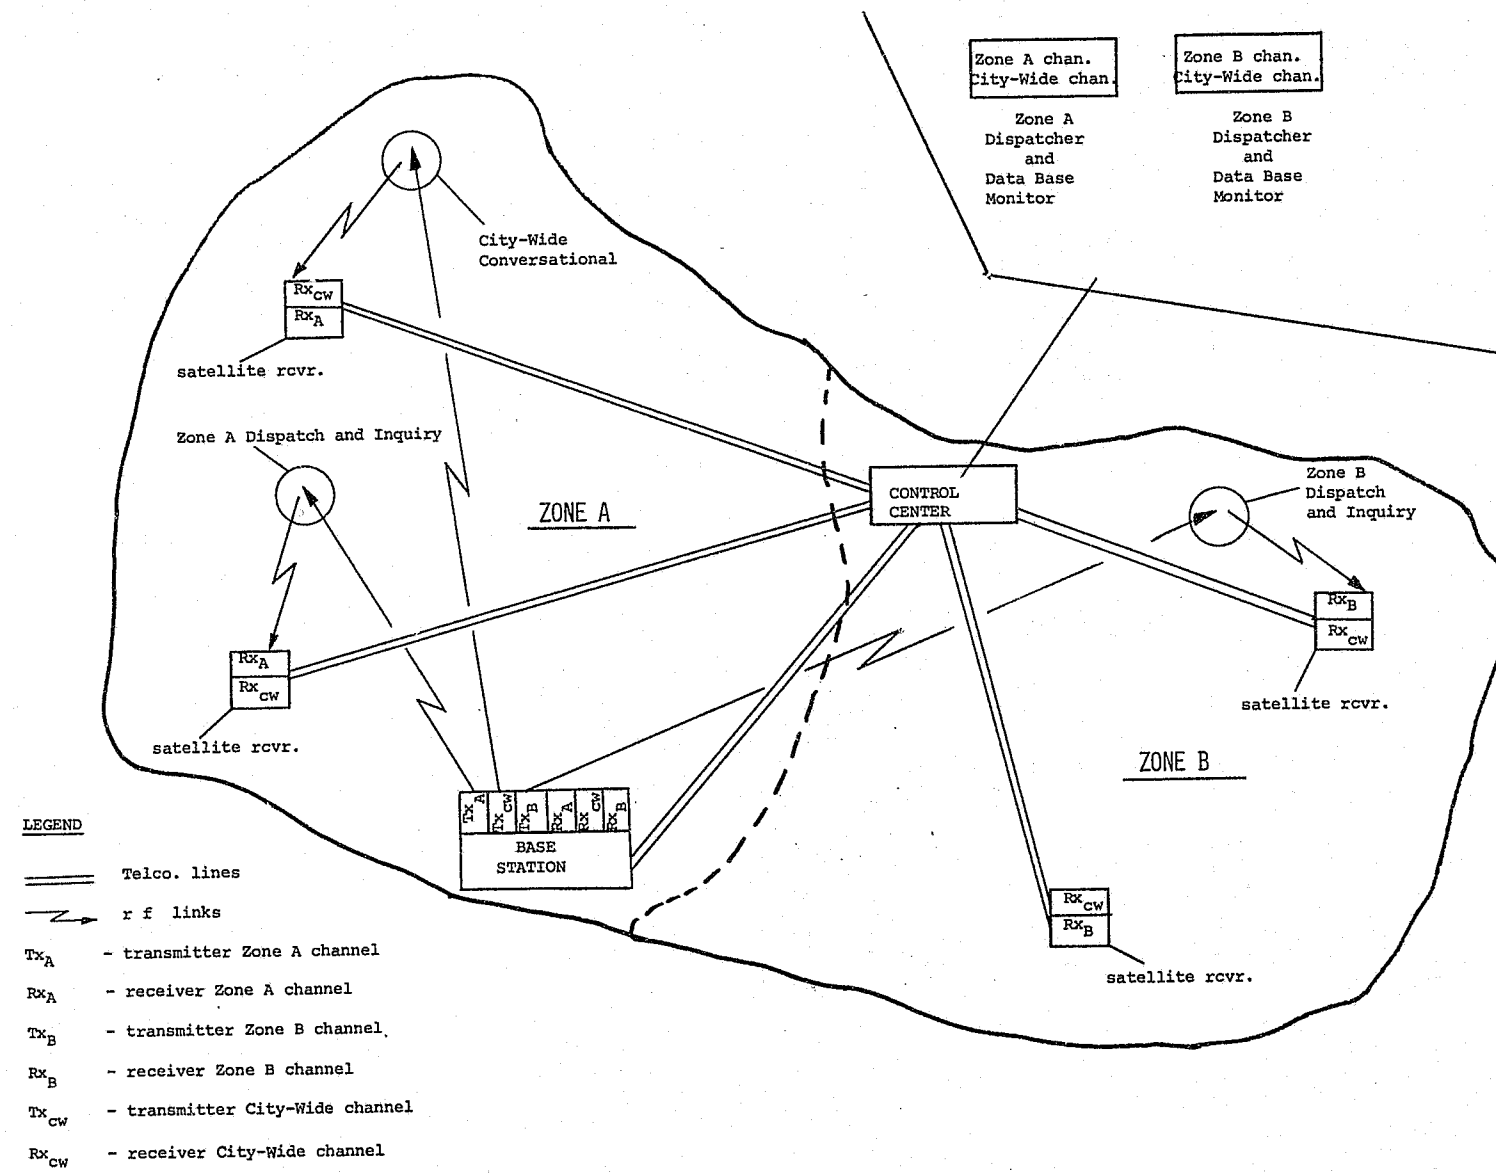 Zone A chan.
City-Wide chan.
Zone B chan.
City-Wide chan.
Zone A
Dispatcher
and
Data Base
Monitor
Zone B
Dispatcher
and
Data Base
Monitor
City-Wide
Conversational
RxCW
RxA
satellite rcvr.
Zone A Dispatch and Inquiry
ZONE A
CONTROL
CENTER
Zone B
Dispatch
and Inquiry
RxB
RxCW
satellite rcvr.
RxA
RxCW
satellite rcvr.
ZONE B
TxA
TxCW
TxB
RxA
RxCW
RxB
BASE
STATION
RxCW
RxB
satellite rcvr.
LEGEND
Telco. lines
r f links
TxA - transmitter Zone A channel
RxA - receiver Zone A channel
TxB - transmitter Zone B channel
RxB - receiver Zone B channel
TxCW - transmitter City-Wide channel
RxCW - receiver City-Wide channel